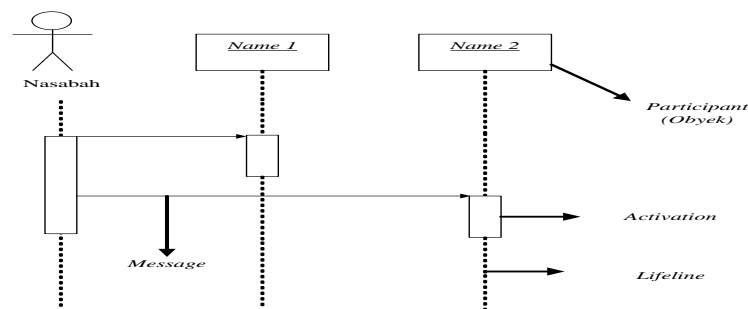 Name 1
Name 2
Nasabah
Participant
(Obyek)
Activation
Message
Lifeline